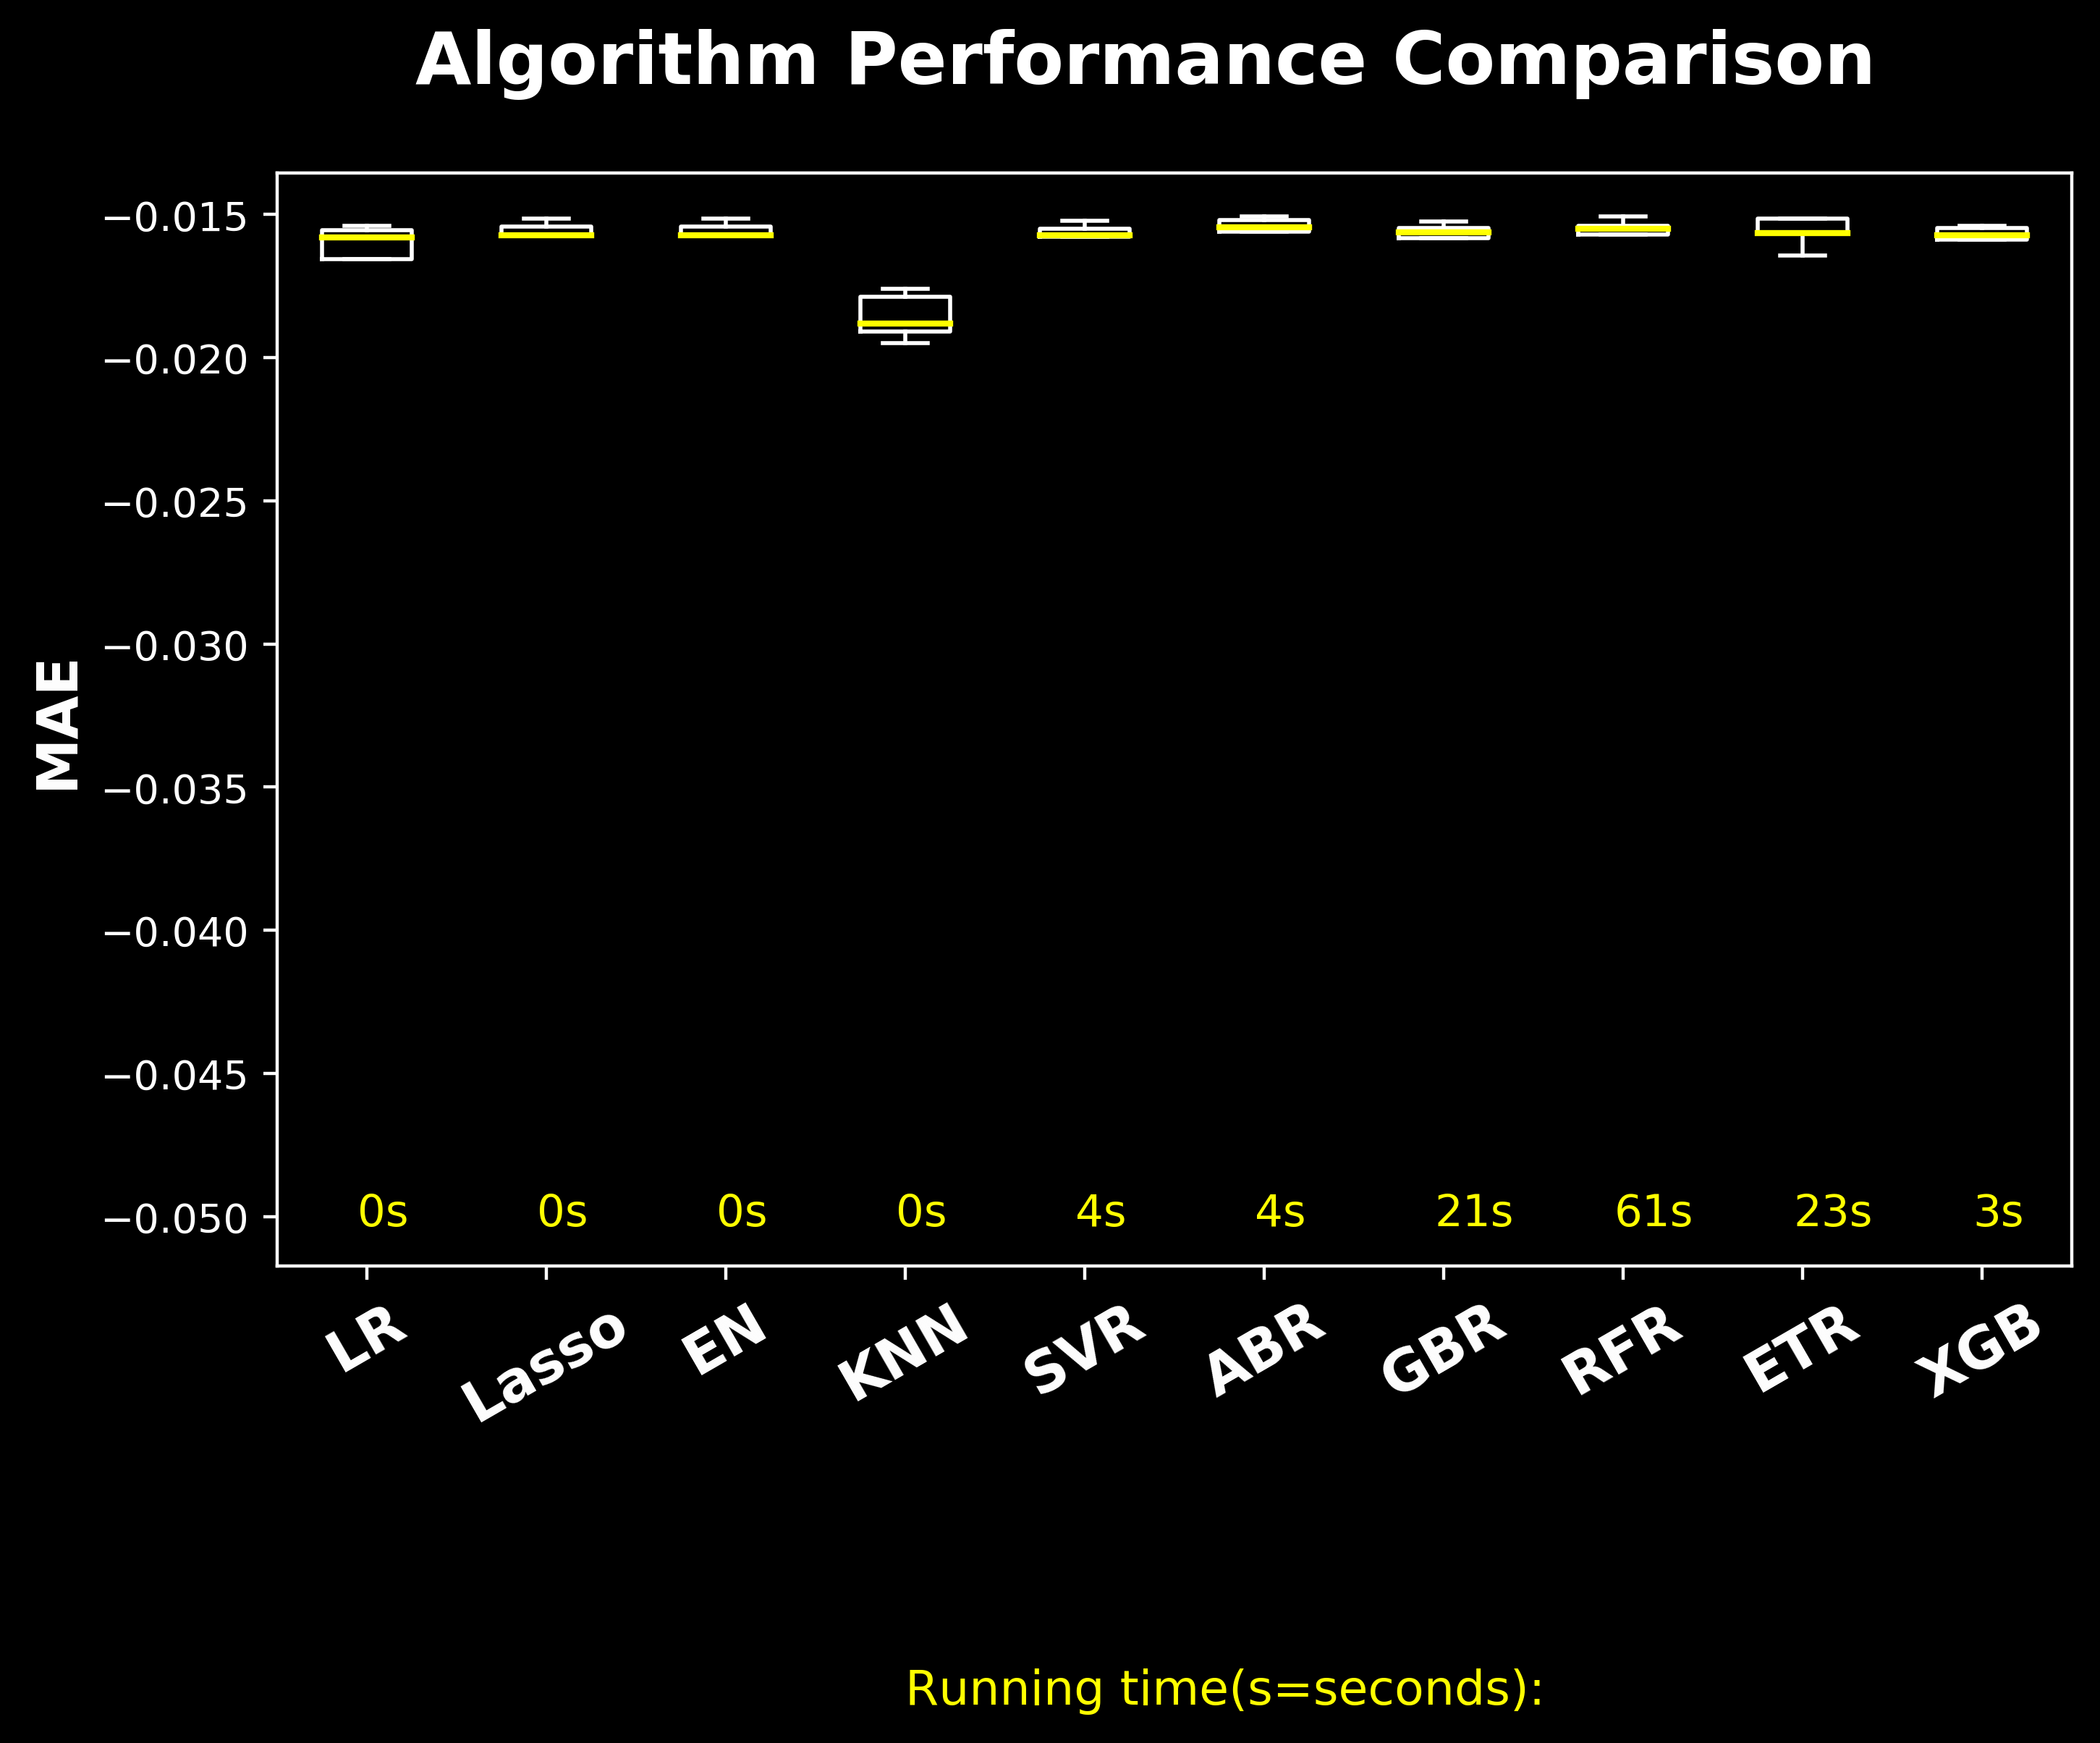 Algorithm Performance Comparison
−0.015
−0.020
−0.025
−0.030
−0.035
−0.040
−0.045
−0.050
MAE
0s 0s 0s 0s 4s 4s 21s 61s 23s 3s
LR Lasso EN KNN SVR ABR GBR RFR ETR XGB
Running time(s=seconds):